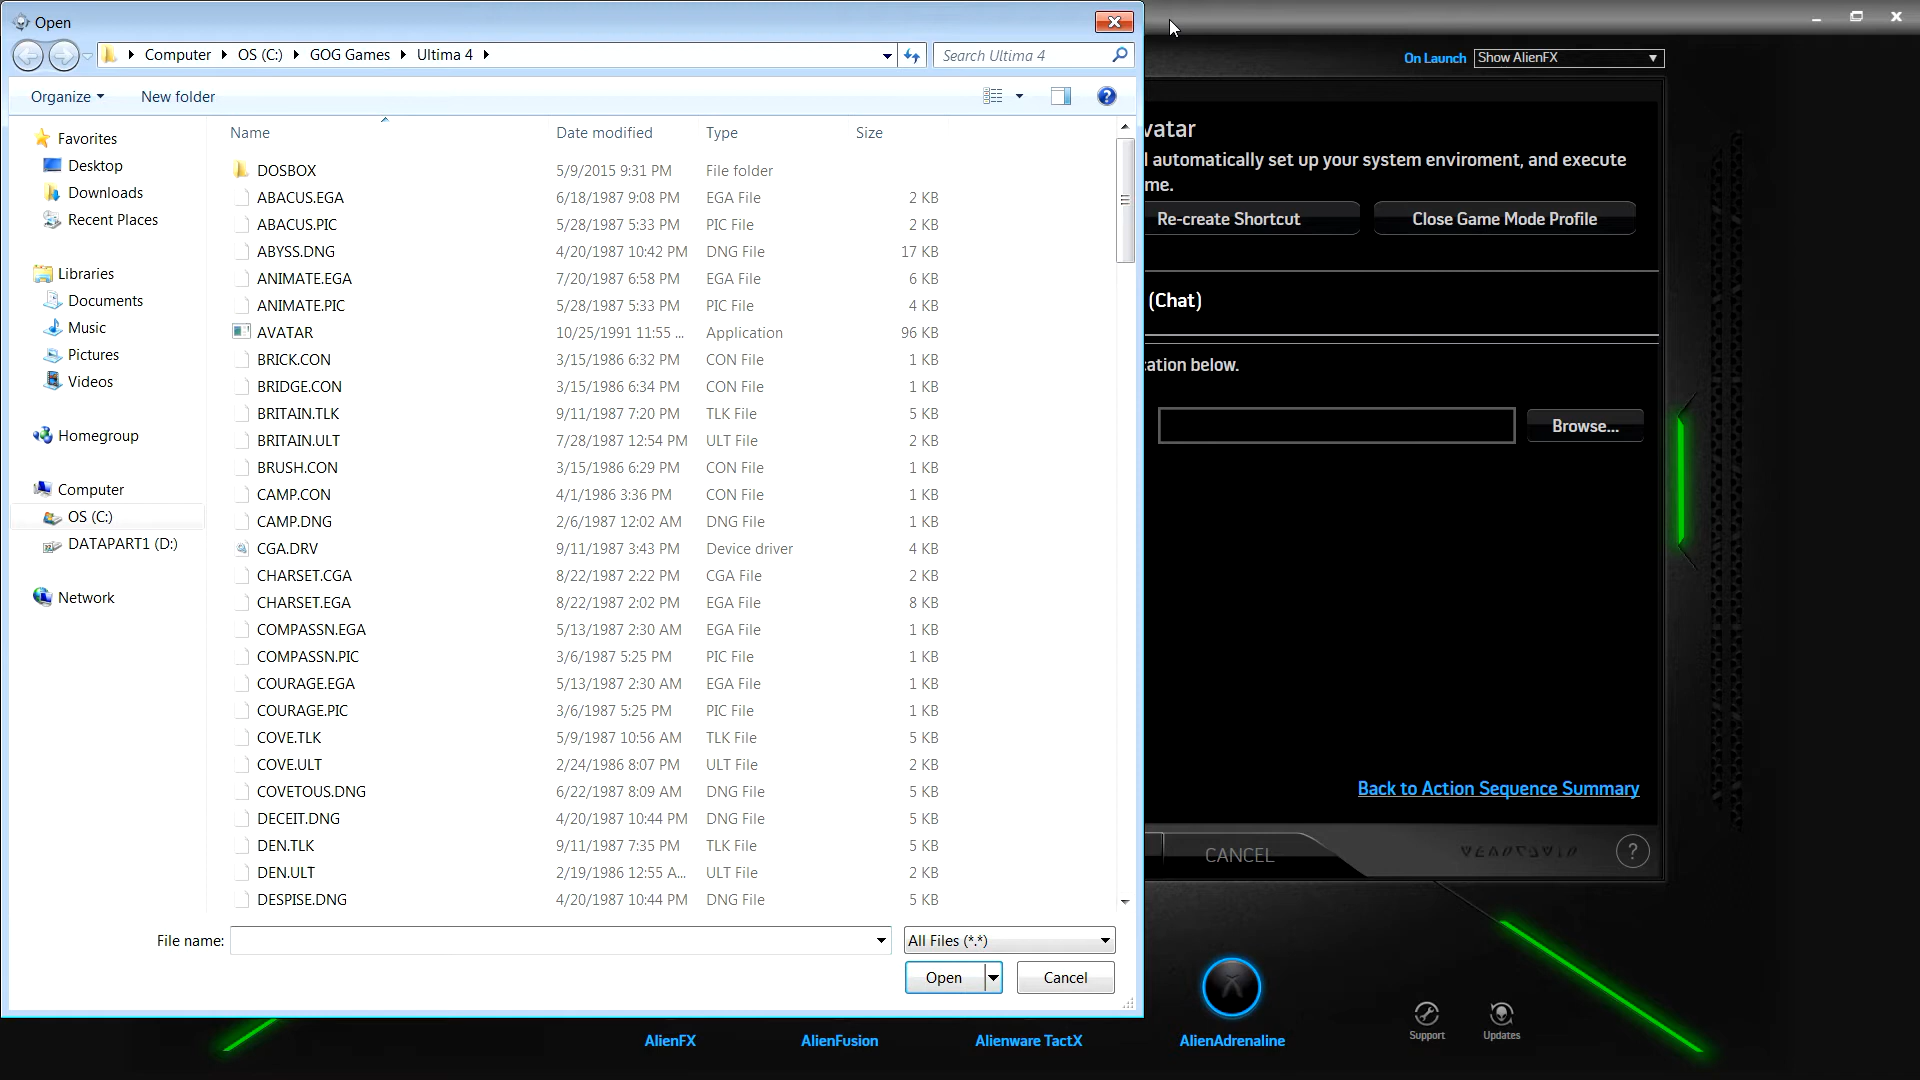 Open
Computer OS (C:) GOG Games Ultima 4
Search Ultima 4
On Launch Show AlienFX
Organize New folder
Name Date modified Type Size
Favorites
Desktop
Downloads
Recent Places
Libraries
Documents
Music
Pictures
Videos
Homegroup
Computer
OS (C:)
DATAPART1 (D:)
Network
DOSBOX 5/9/2015 9:31 PM File folder
ABACUS.EGA 6/18/1987 9:08 PM EGA File 2 KB
ABACUS.PIC 5/28/1987 5:33 PM PIC File 2 KB
ABYSS.DNG 4/20/1987 10:42 PM DNG File 17 KB
ANIMATE.EGA 7/20/1987 6:58 PM EGA File 6 KB
ANIMATE.PIC 5/28/1987 5:33 PM PIC File 4 KB
AVATAR 10/25/1991 11:55 ... Application 96 KB
BRICK.CON 3/15/1986 6:32 PM CON File 1 KB
BRIDGE.CON 3/15/1986 6:34 PM CON File 1 KB
BRITAIN.TLK 9/11/1987 7:20 PM TLK File 5 KB
BRITAIN.ULT 7/28/1987 12:54 PM ULT File 2 KB
BRUSH.CON 3/15/1986 6:29 PM CON File 1 KB
CAMP.CON 4/1/1986 3:36 PM CON File 1 KB
CAMP.DNG 2/6/1987 12:02 AM DNG File 1 KB
CGA.DRV 9/11/1987 3:43 PM Device driver 4 KB
CHARSET.CGA 8/22/1987 2:22 PM CGA File 2 KB
CHARSET.EGA 8/22/1987 2:02 PM EGA File 8 KB
COMPASSN.EGA 5/13/1987 2:30 AM EGA File 1 KB
COMPASSN.PIC 3/6/1987 5:25 PM PIC File 1 KB
COURAGE.EGA 5/13/1987 2:30 AM EGA File 1 KB
COURAGE.PIC 3/6/1987 5:25 PM PIC File 1 KB
COVE.TLK 5/9/1987 10:56 AM TLK File 5 KB
COVE.ULT 2/24/1986 8:07 PM ULT File 2 KB
COVETOUS.DNG 6/22/1987 8:09 AM DNG File 5 KB
DECEIT.DNG 4/20/1987 10:44 PM DNG File 5 KB
DEN.TLK 9/11/1987 7:35 PM TLK File 5 KB
DEN.ULT 2/19/1986 12:55 A... ULT File 2 KB
DESPISE.DNG 4/20/1987 10:44 PM DNG File 5 KB
File name: All Files (*.*)
Open Cancel
vatar
l automatically set up your system enviroment, and execute
me.
Re-create Shortcut Close Game Mode Profile
(Chat)
ation below.
Browse...
Back to Action Sequence Summary
CANCEL ?
AlienFX AlienFusion Alienware TactX AlienAdrenaline Support Updates